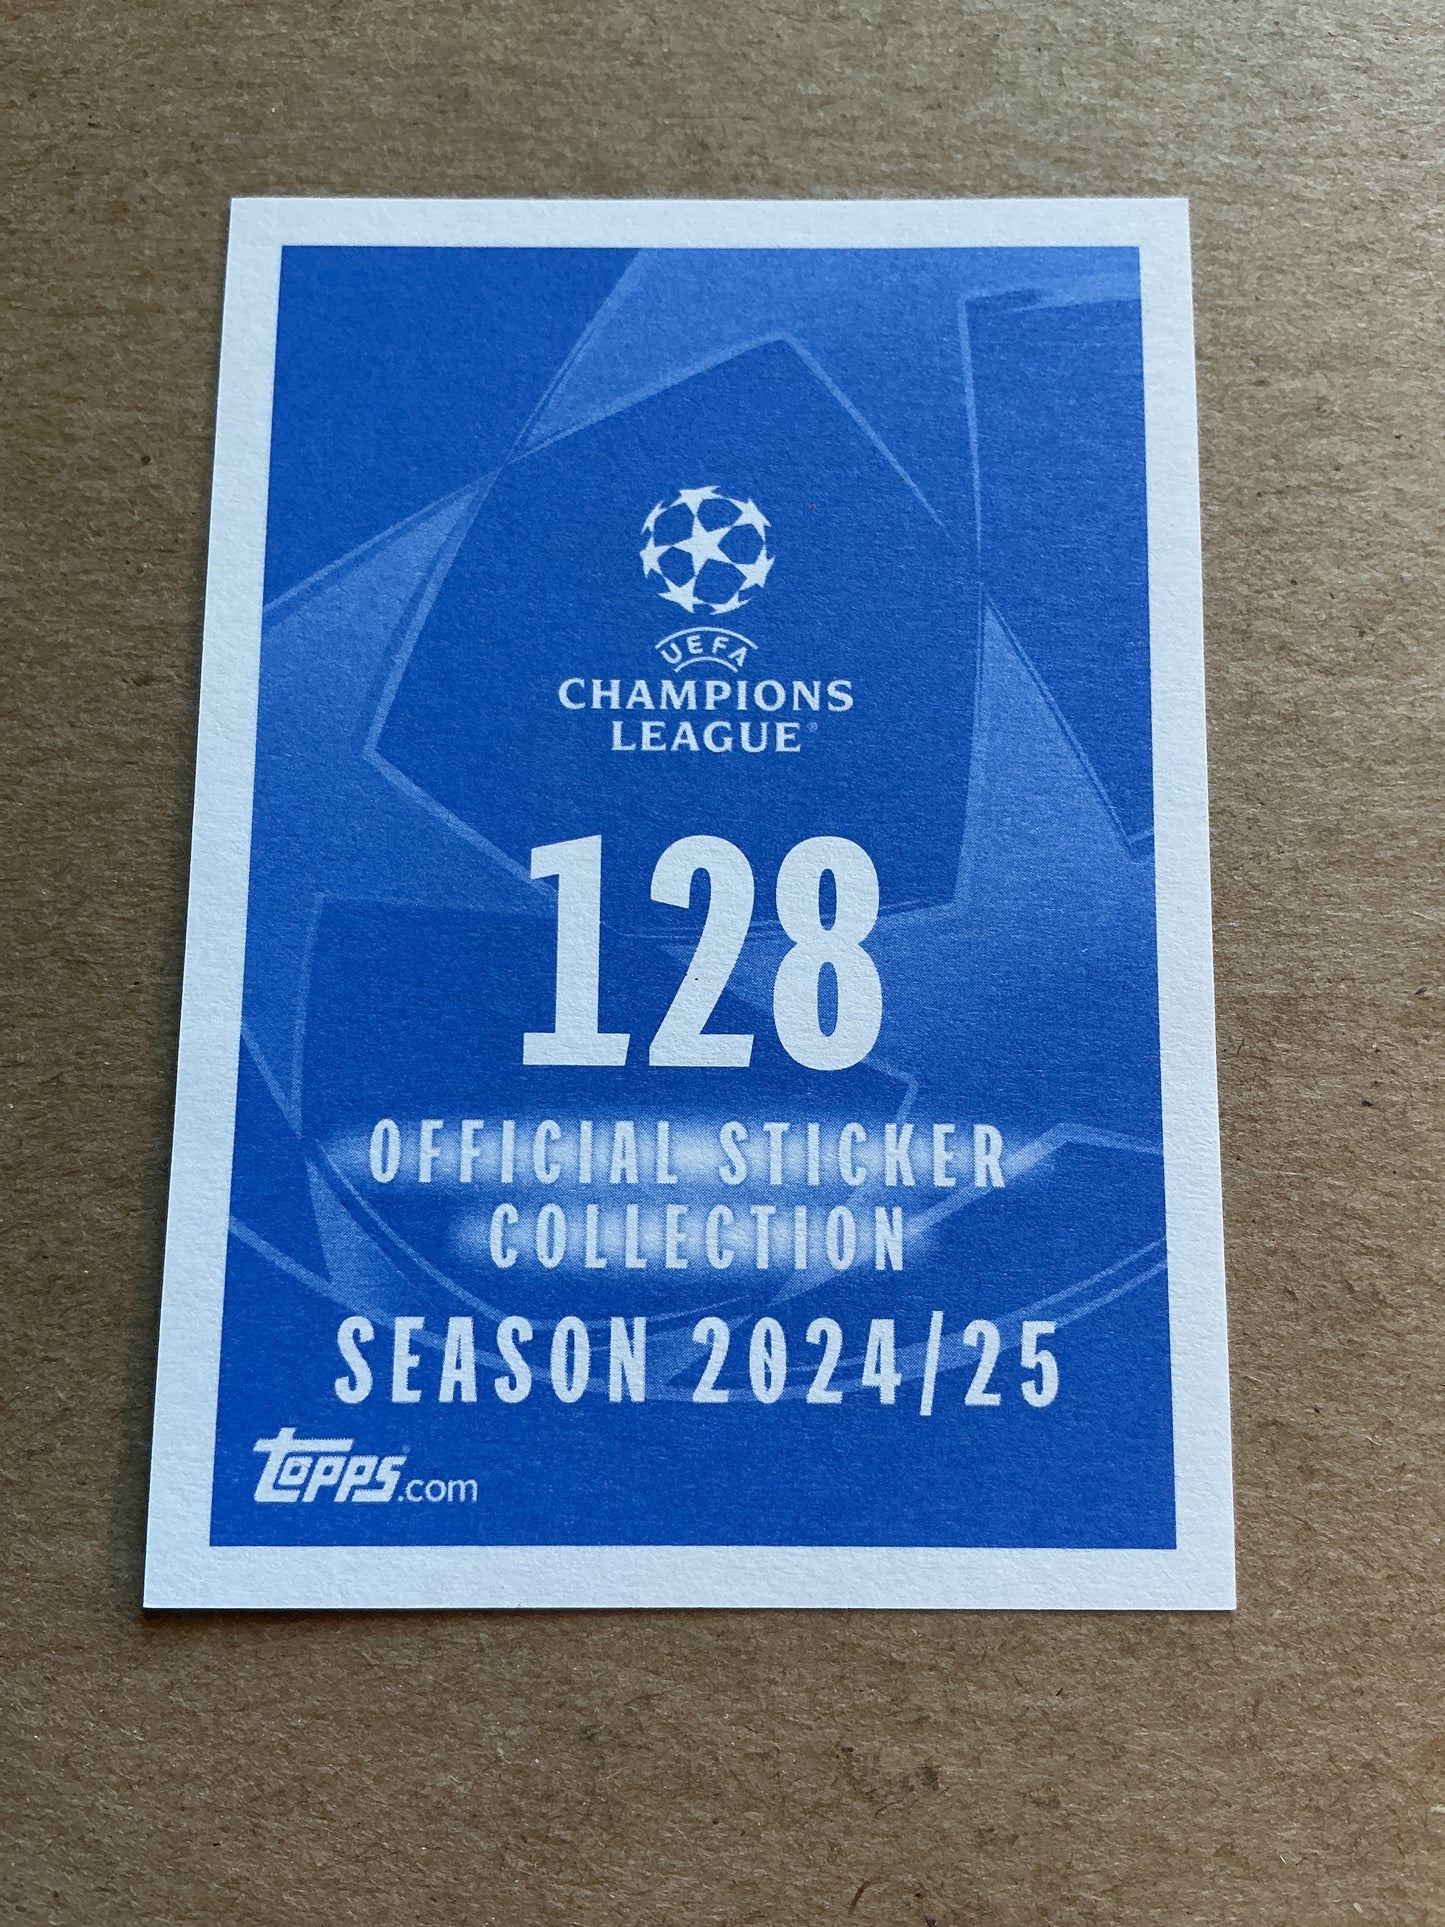 UEFA
CHAMPIONS
LEAGUE®
128
OFFICIAL STICKER
COLLECTION
SEASON 2024/25
topps.com